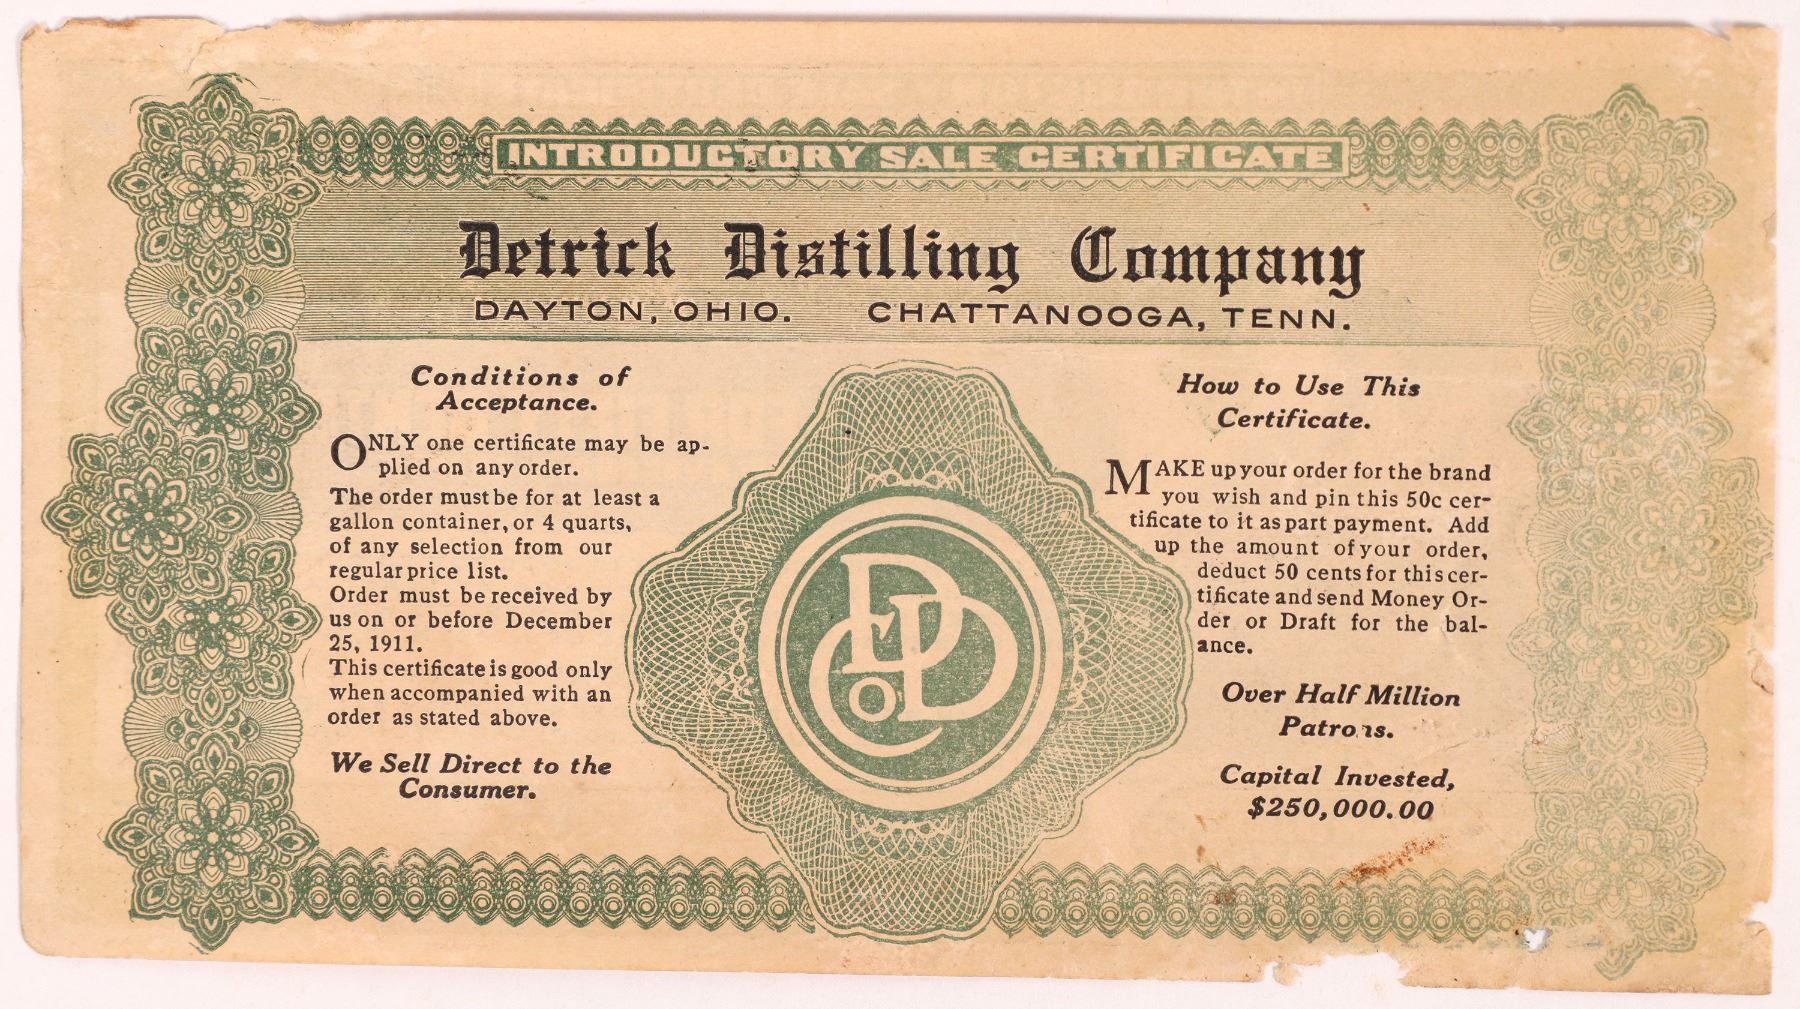 INTRODUCTORY SALE CERTIFICATE
Detrick Distilling Company
DAYTON, OHIO. CHATTANOOGA, TENN.
Conditions of
Acceptance.
ONLY one certificate may be ap-
plied on any order.
The order must be for at least a
gallon container, or 4 quarts,
of any selection from our
regular price list.
Order must be received by
us on or before December
25, 1911.
This certificate is good only
when accompanied with an
order as stated above.
We Sell Direct to the
Consumer.
DDCo
How to Use This
Certificate.
MAKE up your order for the brand
you wish and pin this 50c cer-
tificate to it as part payment. Add
up the amount of your order,
deduct 50 cents for this cer-
tificate and send Money Or-
der or Draft for the bal-
ance.
Over Half Million
Patrons.
Capital Invested,
$250,000.00